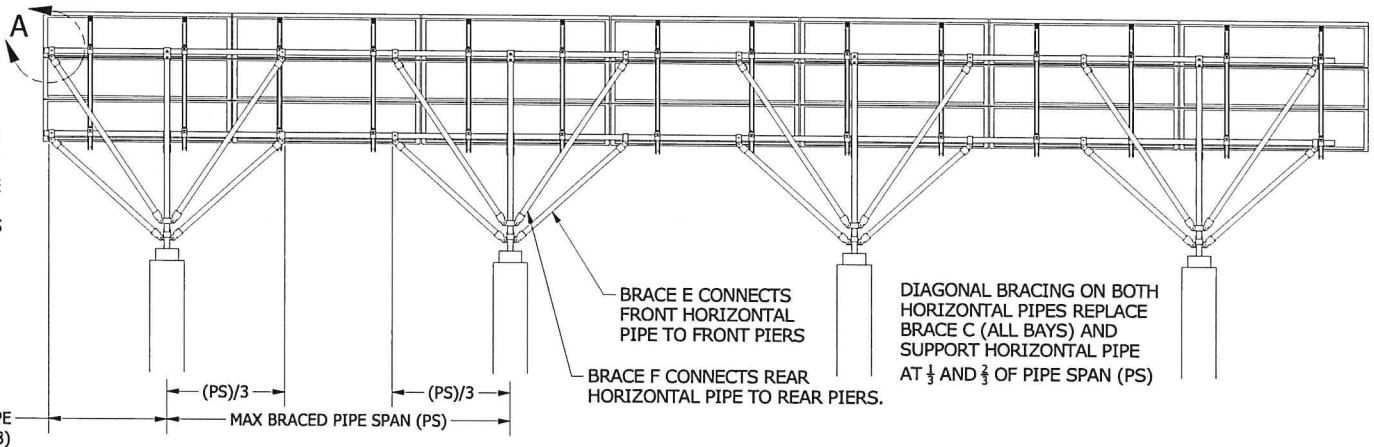 A
E
S
BRACE E CONNECTS
FRONT HORIZONTAL
PIPE TO FRONT PIERS
BRACE F CONNECTS REAR
HORIZONTAL PIPE TO REAR PIERS.
DIAGONAL BRACING ON BOTH
HORIZONTAL PIPES REPLACE
BRACE C (ALL BAYS) AND
SUPPORT HORIZONTAL PIPE
AT 1/3 AND 2/3 OF PIPE SPAN (PS)
(PS)/3
(PS)/3
PE
MAX BRACED PIPE SPAN (PS)
3)